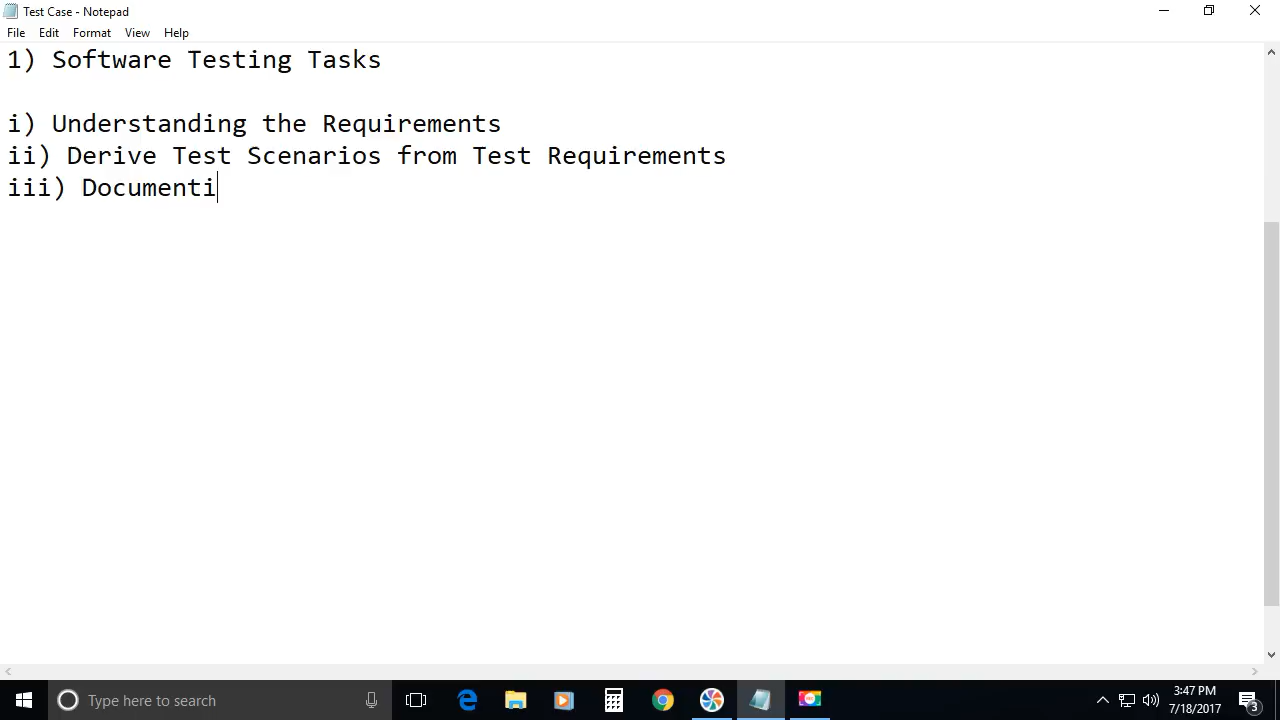 Test Case - Notepad
File Edit Format View Help
1) Software Testing Tasks
i) Understanding the Requirements
ii) Derive Test Scenarios from Test Requirements
iii) Documenti
Type here to search
3:47 PM
7/18/2017
3